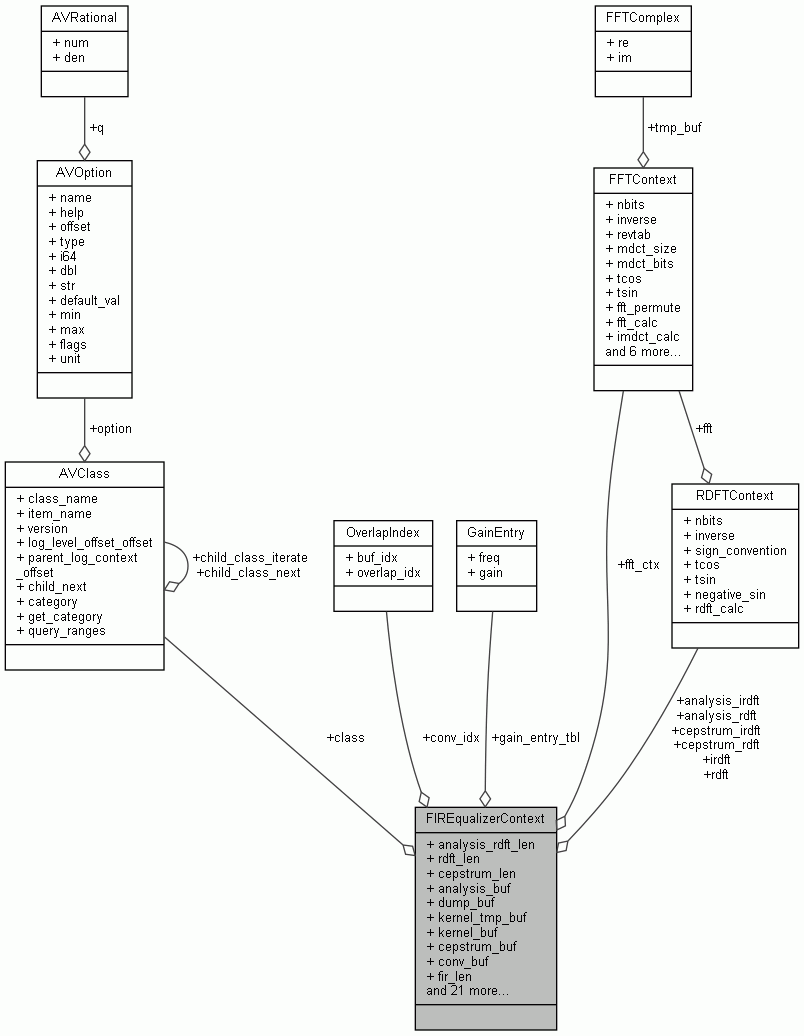 AVRational
+ num
+ den
+q
AVOption
+ name
+ help
+ offset
+ type
+ i64
+ dbl
+ str
+ default_val
+ min
+ max
+ flags
+ unit
+option
AVClass
+ class_name
+ item_name
+ version
+ log_level_offset_offset
+ parent_log_context
_offset
+ child_next
+ category
+ get_category
+ query_ranges
+child_class_iterate
+child_class_next
FFTComplex
+ re
+ im
+tmp_buf
FFTContext
+ nbits
+ inverse
+ revtab
+ mdct_size
+ mdct_bits
+ tcos
+ tsin
+ fft_permute
+ fft_calc
+ imdct_calc
and 6 more...
+fft
RDFTContext
+ nbits
+ inverse
+ sign_convention
+ tcos
+ tsin
+ negative_sin
+ rdft_calc
OverlapIndex
+ buf_idx
+ overlap_idx
GainEntry
+ freq
+ gain
+fft_ctx
+analysis_irdft
+analysis_rdft
+cepstrum_irdft
+cepstrum_rdft
+irdft
+rdft
+class
+conv_idx
+gain_entry_tbl
FIREqualizerContext
+ analysis_rdft_len
+ rdft_len
+ cepstrum_len
+ analysis_buf
+ dump_buf
+ kernel_tmp_buf
+ kernel_buf
+ cepstrum_buf
+ conv_buf
+ fir_len
and 21 more...